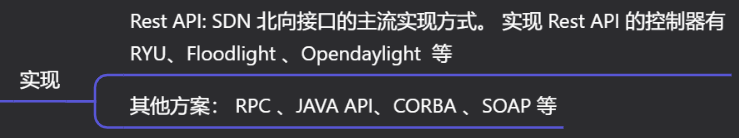 Rest API: SDN 北向接口的主流实现方式。 实现 Rest API 的控制器有
RYU、Floodlight 、Opendaylight 等
实现
其他方案： RPC 、JAVA API、CORBA 、SOAP 等